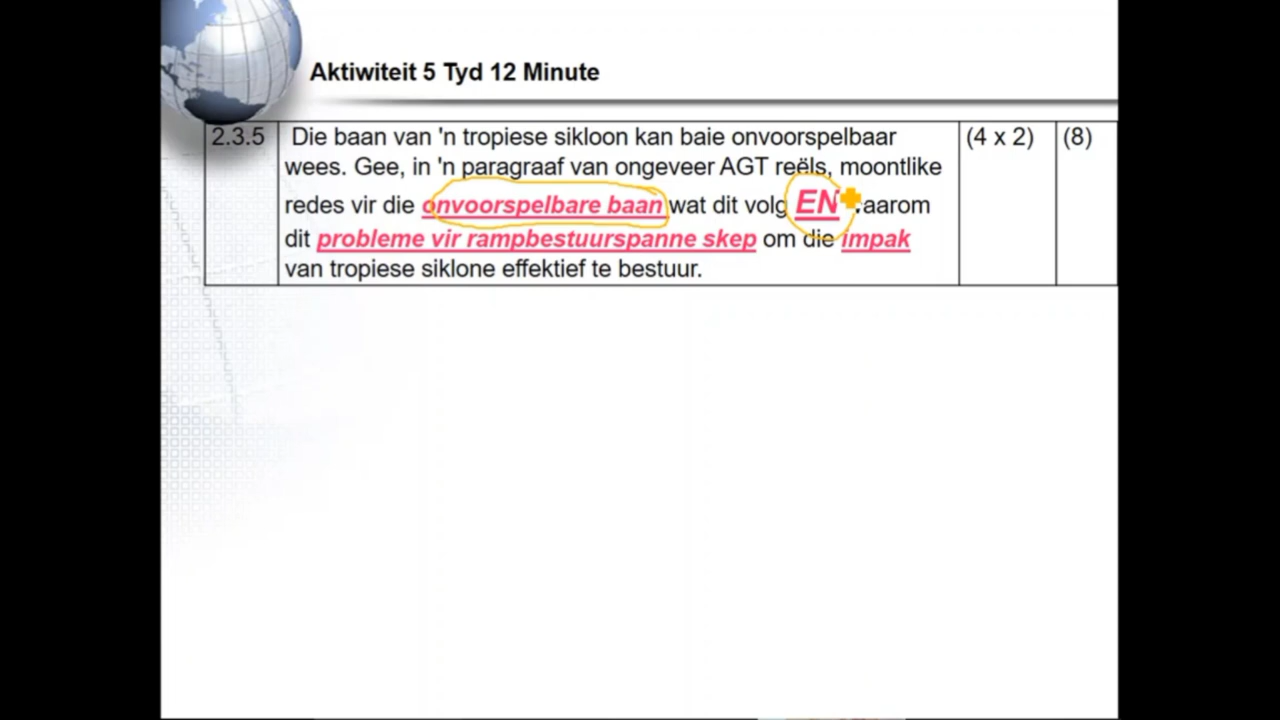 Aktiwiteit 5 Tyd 12 Minute
2.3.5 Die baan van 'n tropiese sikloon kan baie onvoorspelbaar (4 x 2) (8)
wees. Gee, in 'n paragraaf van ongeveer AGT reëls, moontlike
redes vir die onvoorspelbare baan wat dit volg EN
dit probleme vir rampbestuurspanne skep om die impak
van tropiese siklone effektief te bestuur.